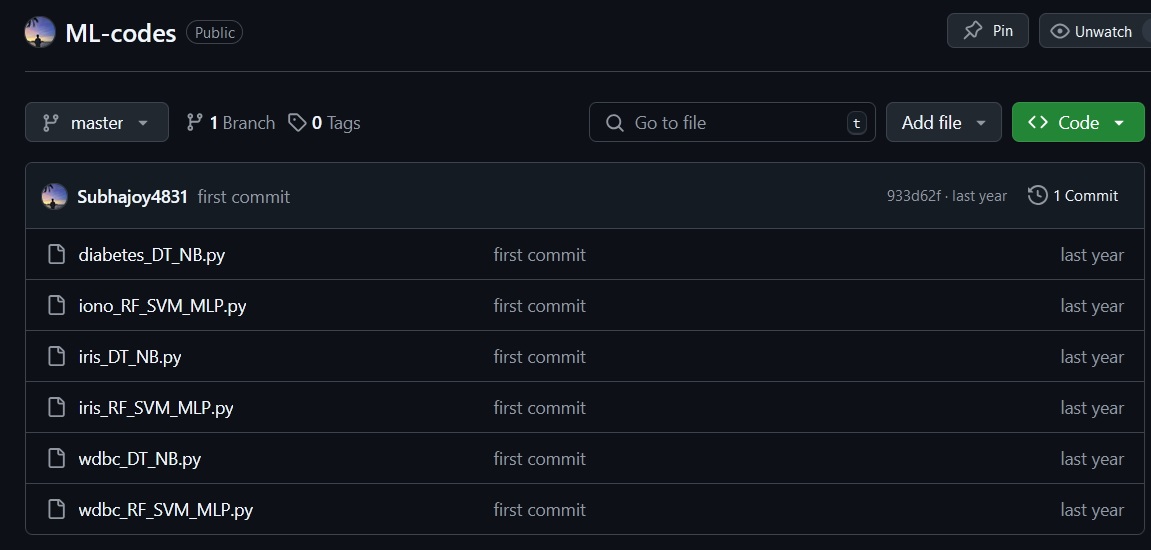 ML-codes Public Pin Unwatch
master 1 Branch 0 Tags Go to file t Add file Code
Subhajoy4831 first commit 933d62f · last year 1 Commit
diabetes_DT_NB.py first commit last year
iono_RF_SVM_MLP.py first commit last year
iris_DT_NB.py first commit last year
iris_RF_SVM_MLP.py first commit last year
wdbc_DT_NB.py first commit last year
wdbc_RF_SVM_MLP.py first commit last year